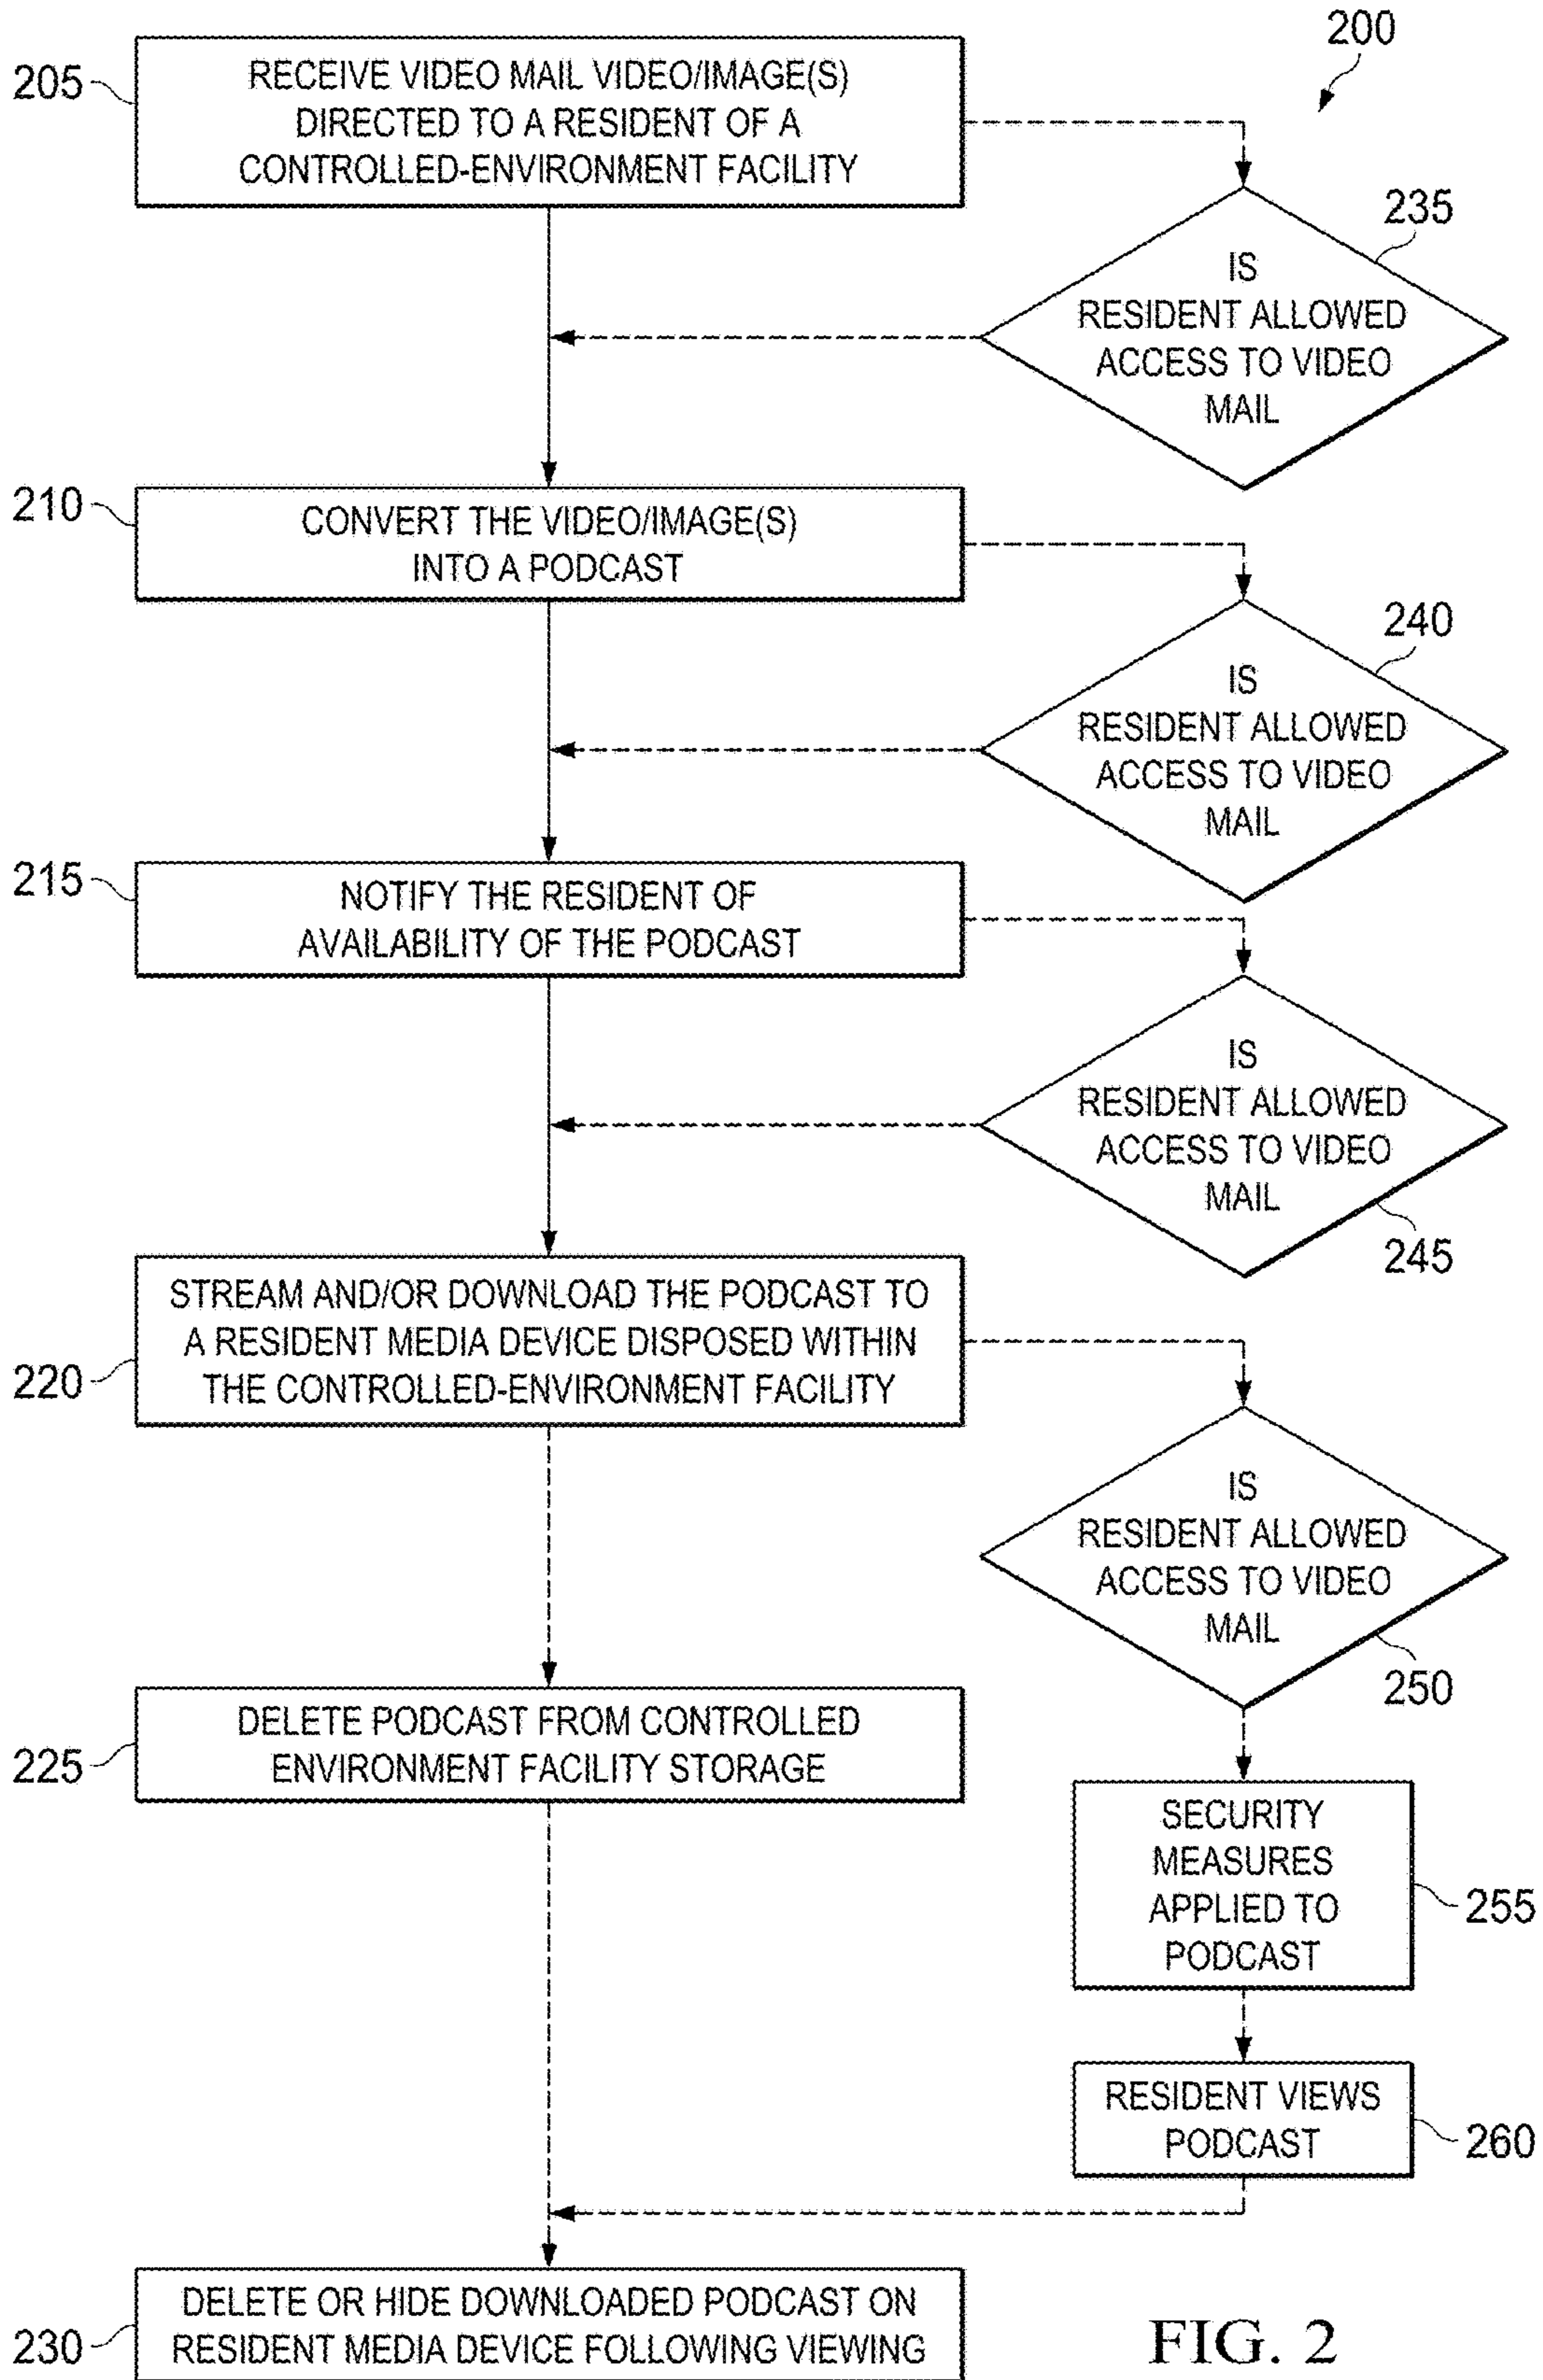 200
205
RECEIVE VIDEO MAIL VIDEO/IMAGE(S)
DIRECTED TO A RESIDENT OF A
CONTROLLED-ENVIRONMENT FACILITY
235
IS
RESIDENT ALLOWED
ACCESS TO VIDEO
MAIL
210
CONVERT THE VIDEO/IMAGE(S)
INTO A PODCAST
240
IS
RESIDENT ALLOWED
ACCESS TO VIDEO
MAIL
215
NOTIFY THE RESIDENT OF
AVAILABILITY OF THE PODCAST
IS
RESIDENT ALLOWED
ACCESS TO VIDEO
MAIL
245
220
STREAM AND/OR DOWNLOAD THE PODCAST TO
A RESIDENT MEDIA DEVICE DISPOSED WITHIN
THE CONTROLLED-ENVIRONMENT FACILITY
IS
RESIDENT ALLOWED
ACCESS TO VIDEO
MAIL
250
225
DELETE PODCAST FROM CONTROLLED
ENVIRONMENT FACILITY STORAGE
SECURITY
MEASURES
APPLIED TO
PODCAST
255
RESIDENT VIEWS
PODCAST
260
230
DELETE OR HIDE DOWNLOADED PODCAST ON
RESIDENT MEDIA DEVICE FOLLOWING VIEWING
FIG. 2